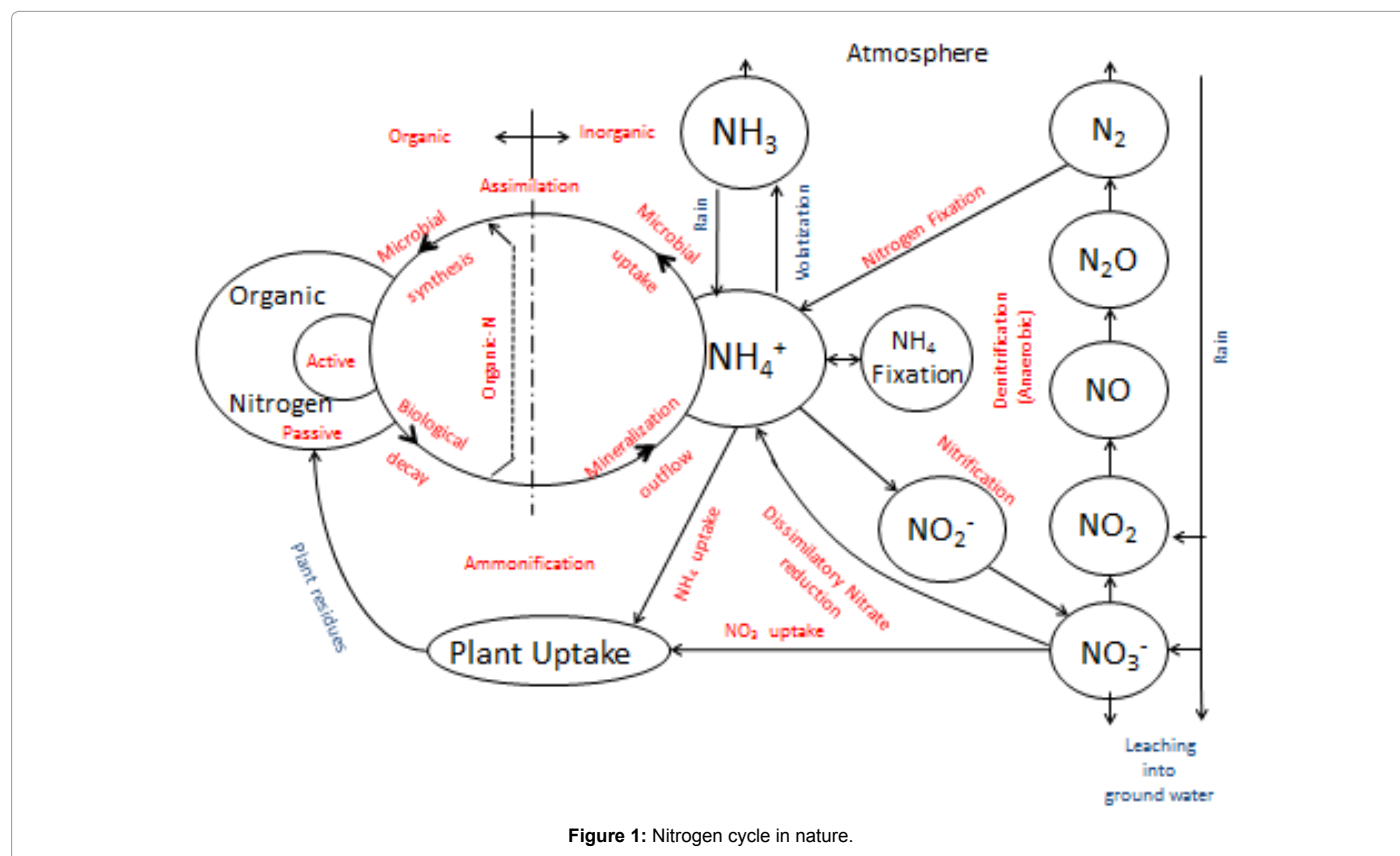 Atmosphere
Organic
Inorganic
Assimilation
NH₃
N₂
Rain
Volatization
Nitrogen Fixation
N₂O
Microbial
synthesis
Microbial
uptake
Organic
Active
Nitrogen
Passive
Organic- N
NH₄⁺
NH₄
Fixation
Denitrification
(Anaerobic)
NO
Rain
Biological
decay
Mineralization
outflow
Nitrification
NO₂⁻
NO₂
Dissimilatory Nitrate
reduction
Plant residues
Ammonification
NH₄ uptake
NO₃ uptake
Plant Uptake
NO₃⁻
Leaching
into
ground water
Figure 1: Nitrogen cycle in nature.